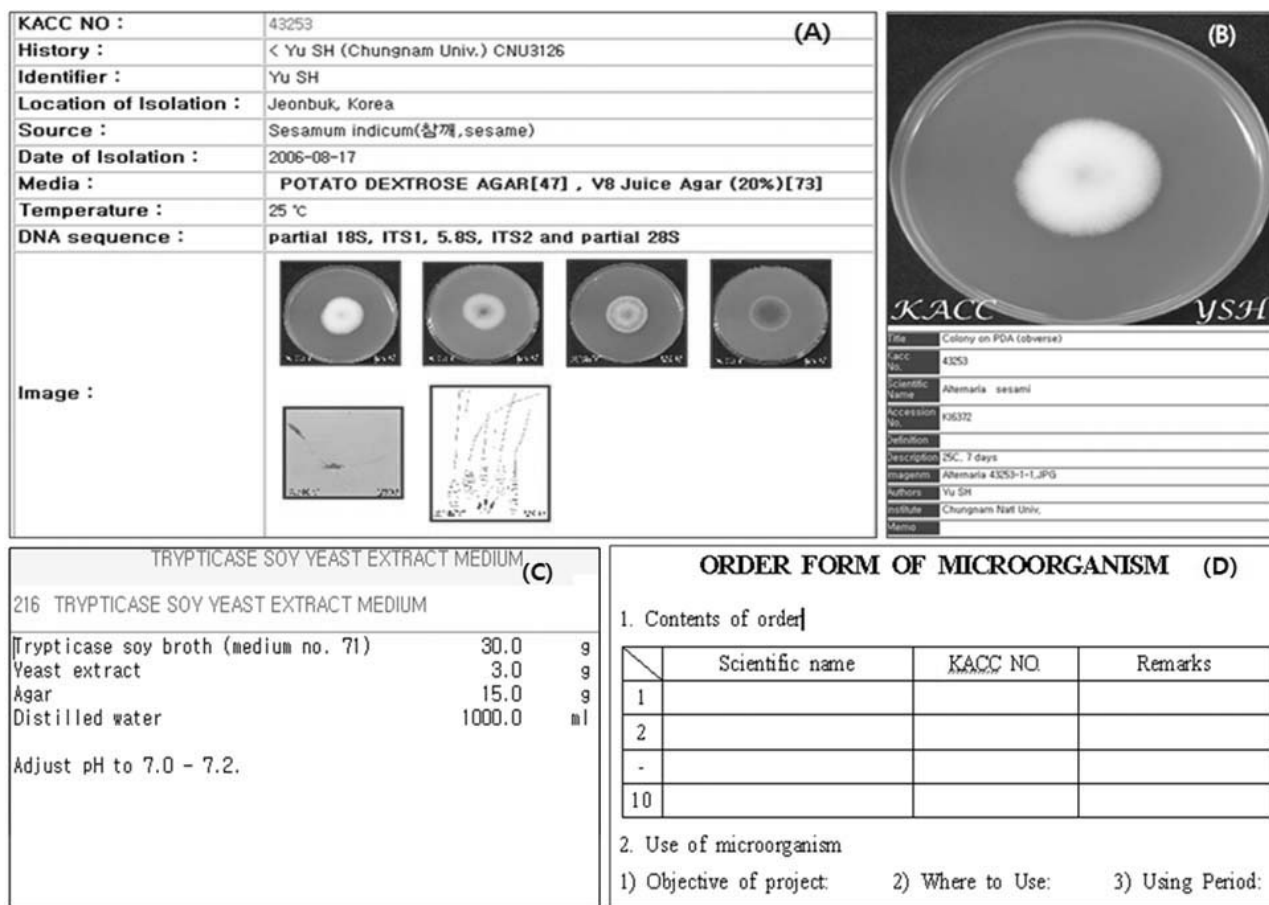 (A)
KACC NO : 43253
History : < Yu SH (Chungnam Univ.) CNU3126
Identifier : Yu SH
Location of Isolation : Jeonbuk, Korea
Source : Sesamum indicum(참깨,sesame)
Date of Isolation : 2006-08-17
Media : POTATO DEXTROSE AGAR[47] , V8 Juice Agar (20%)[73]
Temperature : 25 ℃
DNA sequence : partial 18S, ITS1, 5.8S, ITS2 and partial 28S
Image :
(B)
KACC YSH
Title Colony on PDA (obverse)
Kacc No. 43253
Scientific Name Alternaria sesami
Accession No. KI6372
Definition
Description 25C, 7 days
Imagenm Alternaria 43253-1-1.JPG
Authors Yu SH
Institute Chungnam Natl Univ,
Memo
TRYPTICASE SOY YEAST EXTRACT MEDIUM (C)
216 TRYPTICASE SOY YEAST EXTRACT MEDIUM
Trypticase soy broth (medium no. 71) 30.0 g
Yeast extract 3.0 g
Agar 15.0 g
Distilled water 1000.0 ml
Adjust pH to 7.0 - 7.2.
ORDER FORM OF MICROORGANISM (D)
1. Contents of order
Scientific name KACC NO. Remarks
1
2
-
10
2. Use of microorganism
1) Objective of project: 2) Where to Use: 3) Using Period: